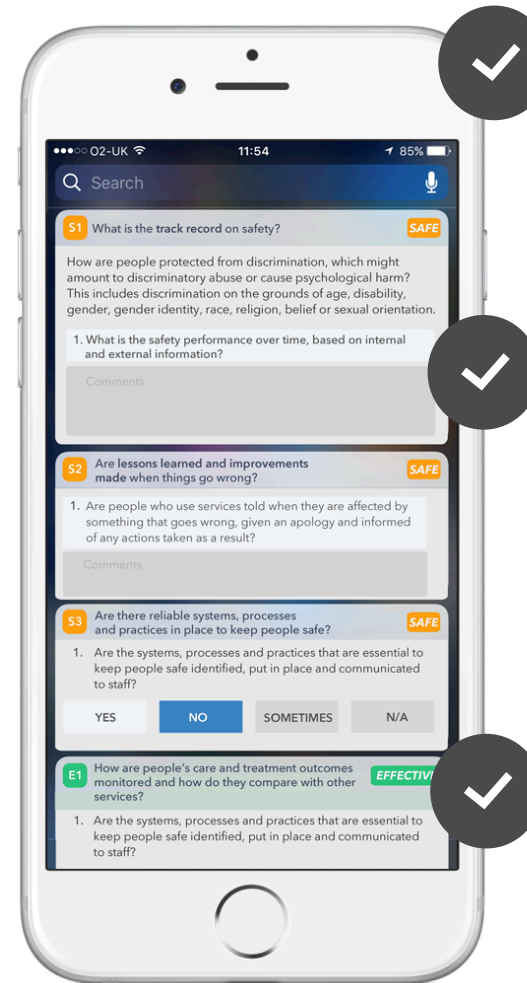 O2-UK 11:54 85%
Search
S1 What is the track record on safety? SAFE
How are people protected from discrimination, which might
amount to discriminatory abuse or cause psychological harm?
This includes discrimination on the grounds of age, disability,
gender, gender identity, race, religion, belief or sexual orientation.
1. What is the safety performance over time, based on internal
and external information?
Comments
S2 Are lessons learned and improvements SAFE
made when things go wrong?
1. Are people who use services told when they are affected by
something that goes wrong, given an apology and informed
of any actions taken as a result?
Comments
S3 Are there reliable systems, processes SAFE
and practices in place to keep people safe?
1. Are the systems, processes and practices that are essential to
keep people safe identified, put in place and communicated
to staff?
YES NO SOMETIMES N/A
E1 How are people's care and treatment outcomes EFFECTIVE
monitored and how do they compare with other
services?
1. Are the systems, processes and practices that are essential to
keep people safe identified, put in place and communicated
to staff?